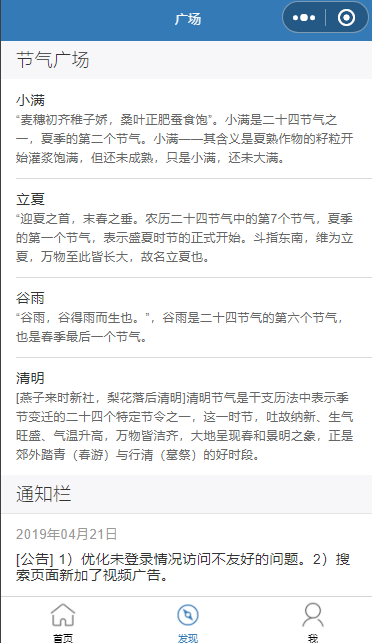 广场
节气广场
小满
“麦穗初齐稚子娇，桑叶正肥蚕食饱”。小满是二十四节气之
一，夏季的第二个节气。小满——其含义是夏熟作物的籽粒开
始灌浆饱满，但还未成熟，只是小满，还未大满。
立夏
“迎夏之首，末春之垂。农历二十四节气中的第7个节气，夏季
的第一个节气，表示盛夏时节的正式开始。斗指东南，维为立
夏，万物至此皆长大，故名立夏也。
谷雨
“谷雨，谷得雨而生也。”，谷雨是二十四节气的第六个节气，
也是春季最后一个节气。
清明
[燕子来时新社，梨花落后清明]清明节气是干支历法中表示季
节变迁的二十四个特定节令之一，这一时节，吐故纳新、生气
旺盛、气温升高，万物皆洁齐，大地呈现春和景明之象，正是
郊外踏青（春游）与行清（墓祭）的好时段。
通知栏
2019年04月21日
[公告] 1）优化未登录情况访问不友好的问题。2）搜
索页面新加了视频广告。
首页
发现
我